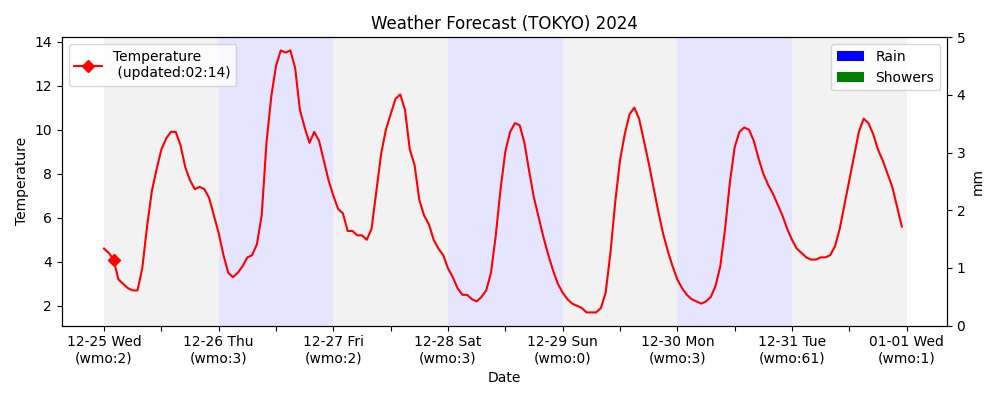 Weather Forecast (TOKYO) 2024
Temperature
(updated:02:14)
Rain
Showers
14
12
10
8
6
4
2
Temperature
5
4
3
2
1
0
mm
12-25 Wed
(wmo:2)
12-26 Thu
(wmo:3)
12-27 Fri
(wmo:2)
12-28 Sat
(wmo:3)
12-29 Sun
(wmo:0)
12-30 Mon
(wmo:3)
12-31 Tue
(wmo:61)
01-01 Wed
(wmo:1)
Date